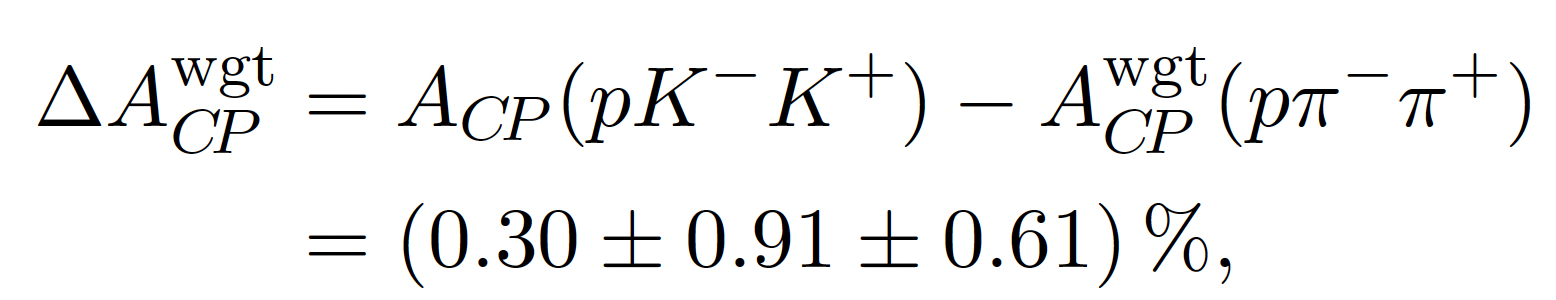 ΔA_{CP}^{wgt} = A_{CP}(pK^−K^+) − A_{CP}^{wgt}(pπ^−π^+)
= (0.30 ± 0.91 ± 0.61) %,